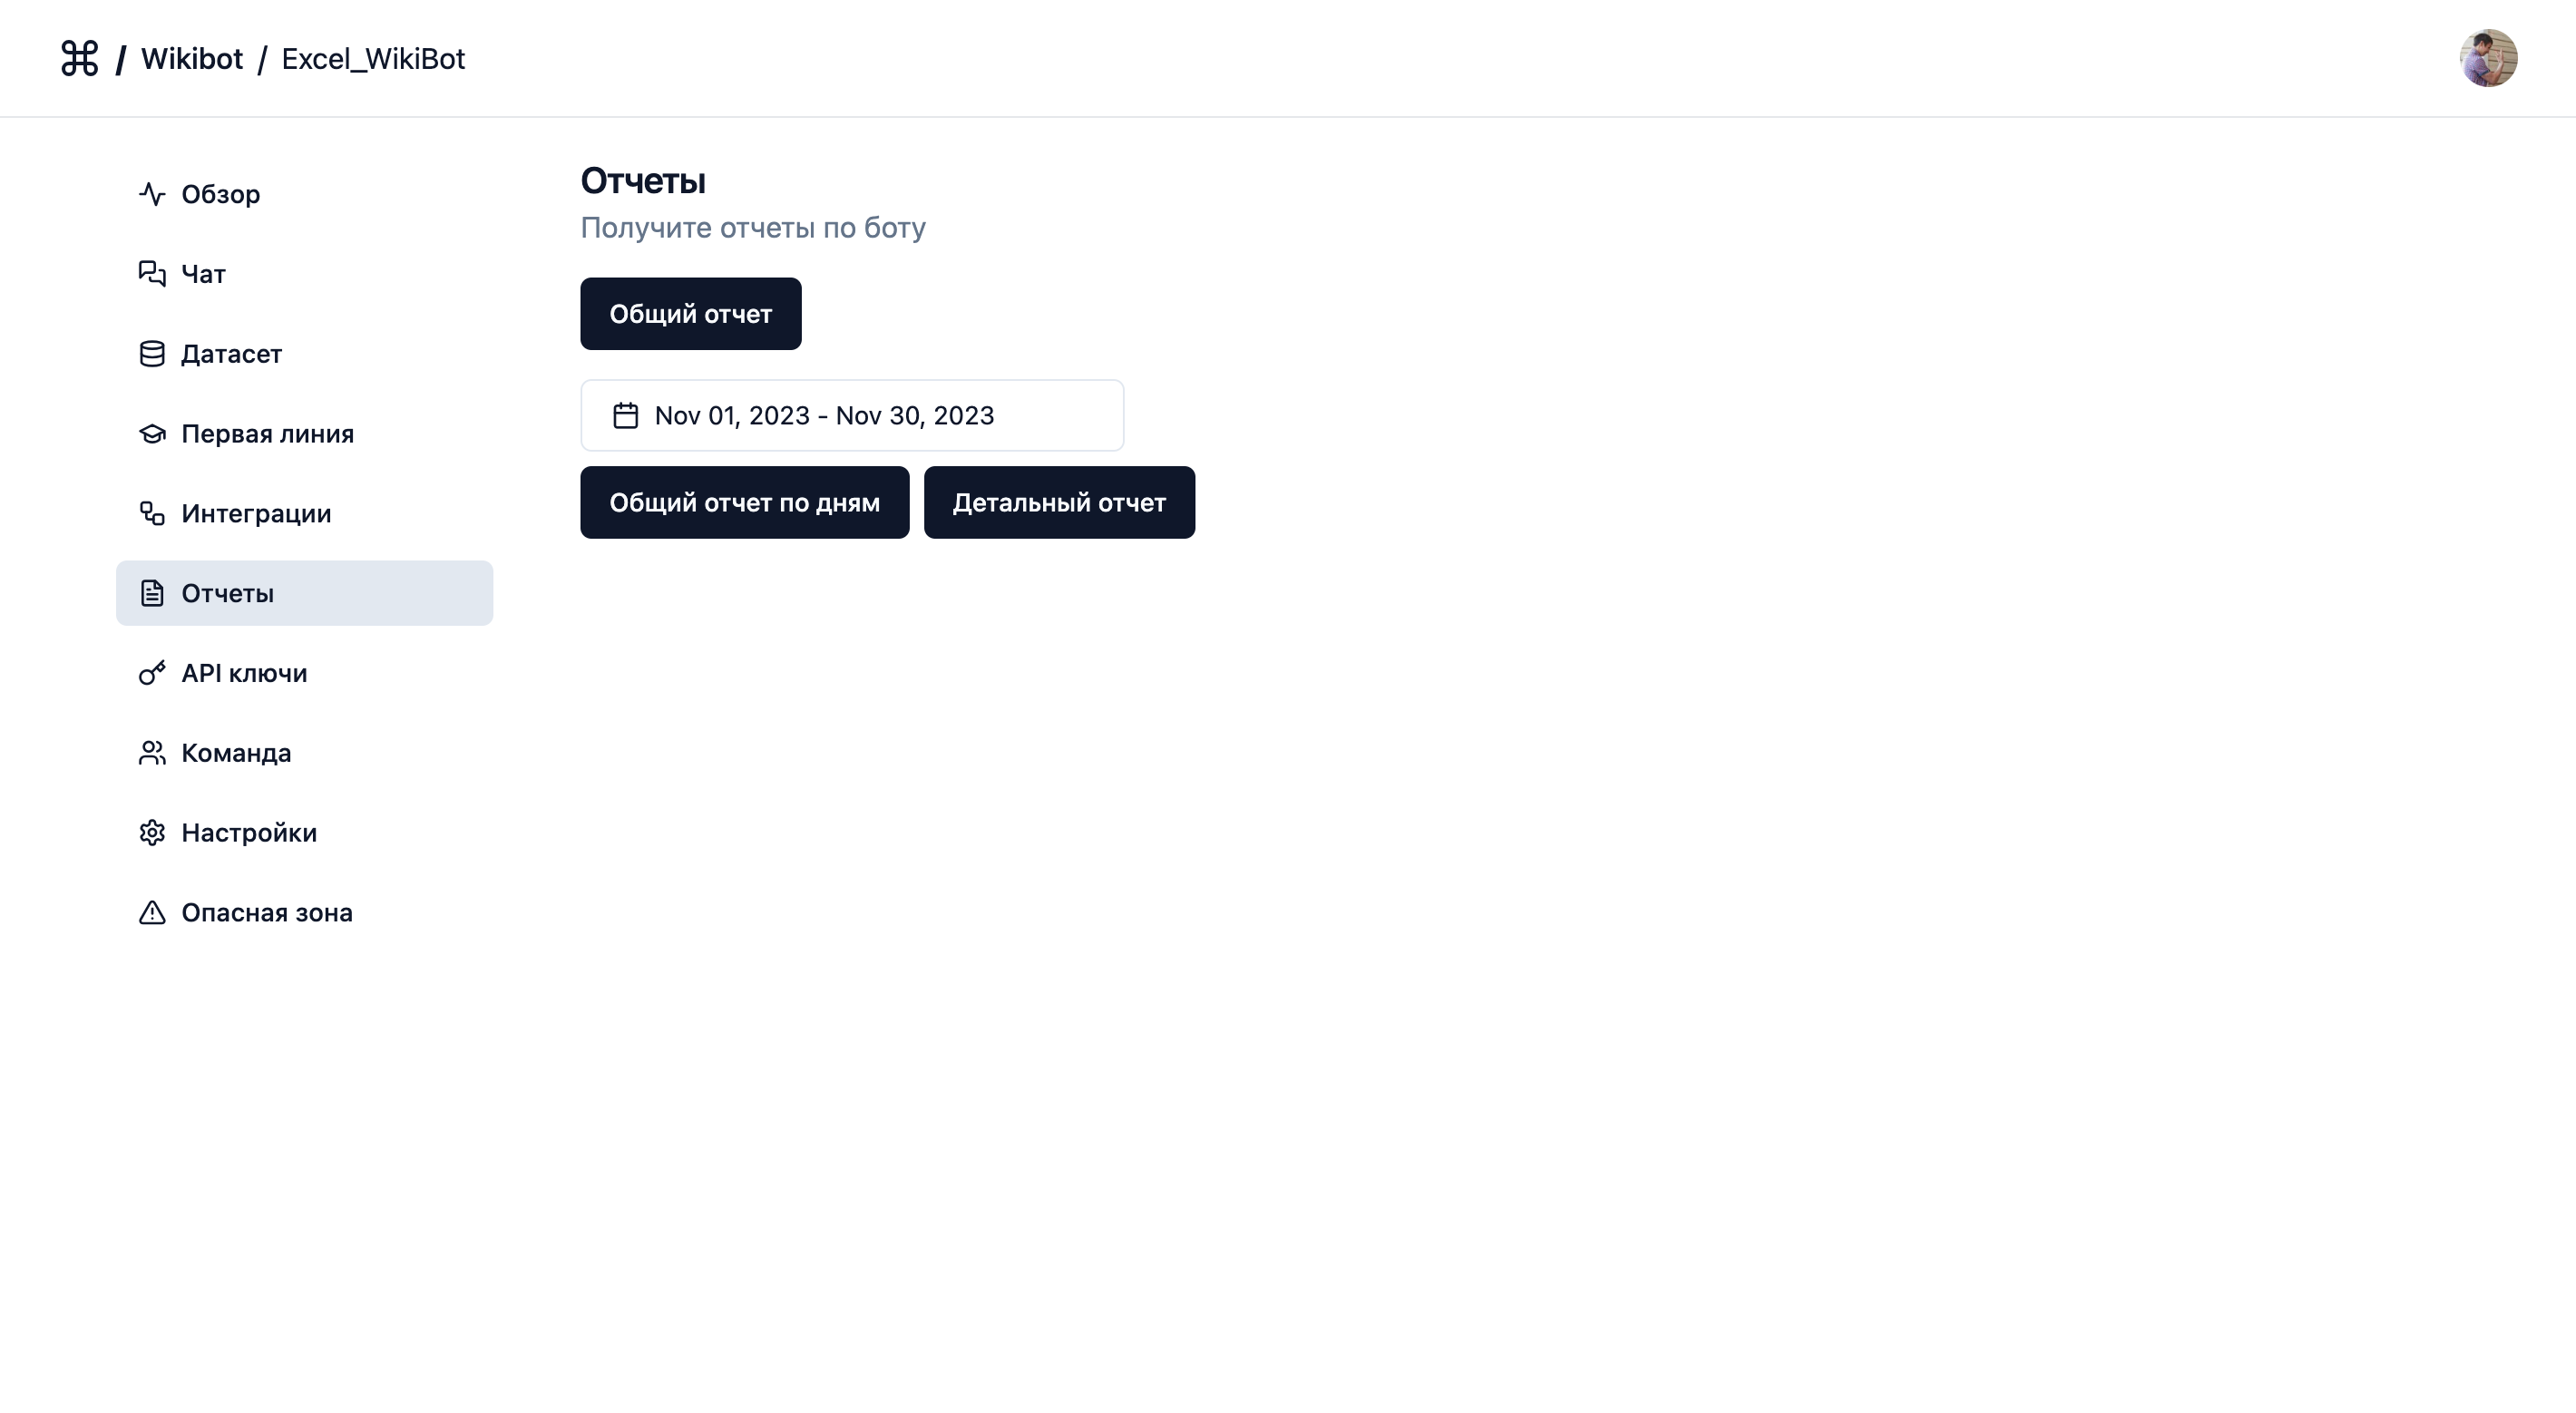 ⌘ / Wikibot / Excel_WikiBot
Обзор
Чат
Датасет
Первая линия
Интеграции
Отчеты
API ключи
Команда
Настройки
Опасная зона
Отчеты
Получите отчеты по боту
Общий отчет
Nov 01, 2023 - Nov 30, 2023
Общий отчет по дням
Детальный отчет